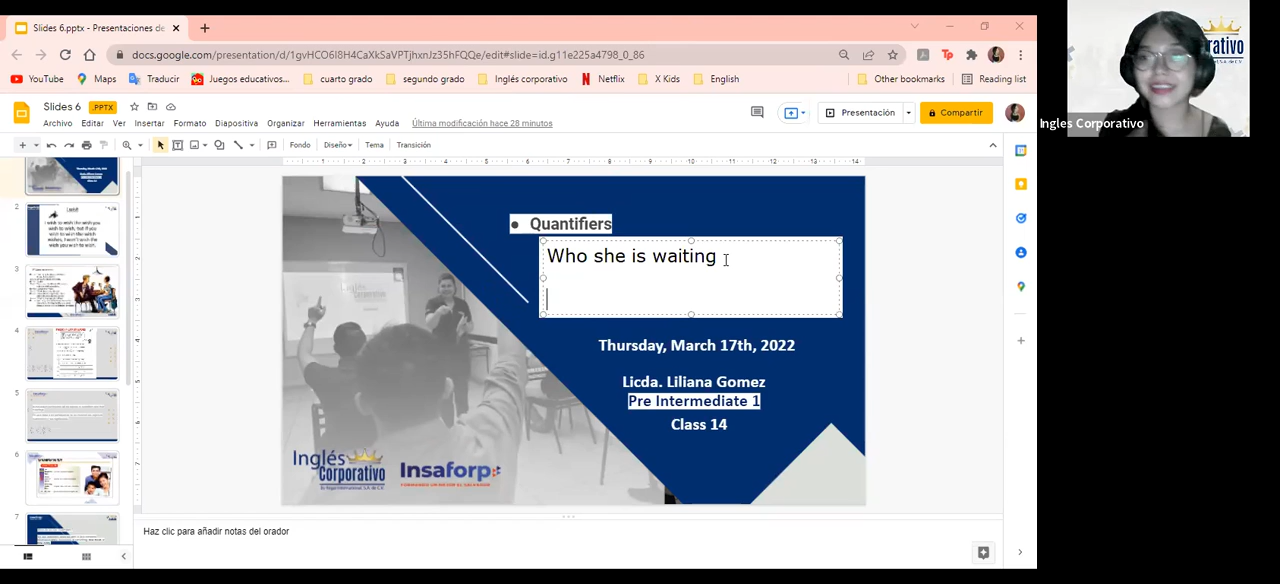 Slides 6.pptx - Presentaciones de
docs.google.com/presentation/d/1gvHCO6I8H4CaXkSaVPTjhxnJz35hFQQe/edit#slide=id.g11e225a4798_0_86
YouTube
Maps
Traducir
Juegos educativos...
cuarto grado
segundo grado
Inglés corporativo
Netflix
X Kids
English
Other bookmarks
Reading list
Slides 6
.PPTX
Archivo
Editar
Ver
Insertar
Formato
Diapositiva
Organizar
Herramientas
Ayuda
Última modificación hace 28 minutos
Presentación
Compartir
Fondo
Diseño
Tema
Transición
• Quantifiers
Who she is waiting
Thursday, March 17th, 2022
Licda. Liliana Gomez
Pre Intermediate 1
Class 14
Inglés
Corporativo
Insaforp
Haz clic para añadir notas del orador
Ingles Corporativo